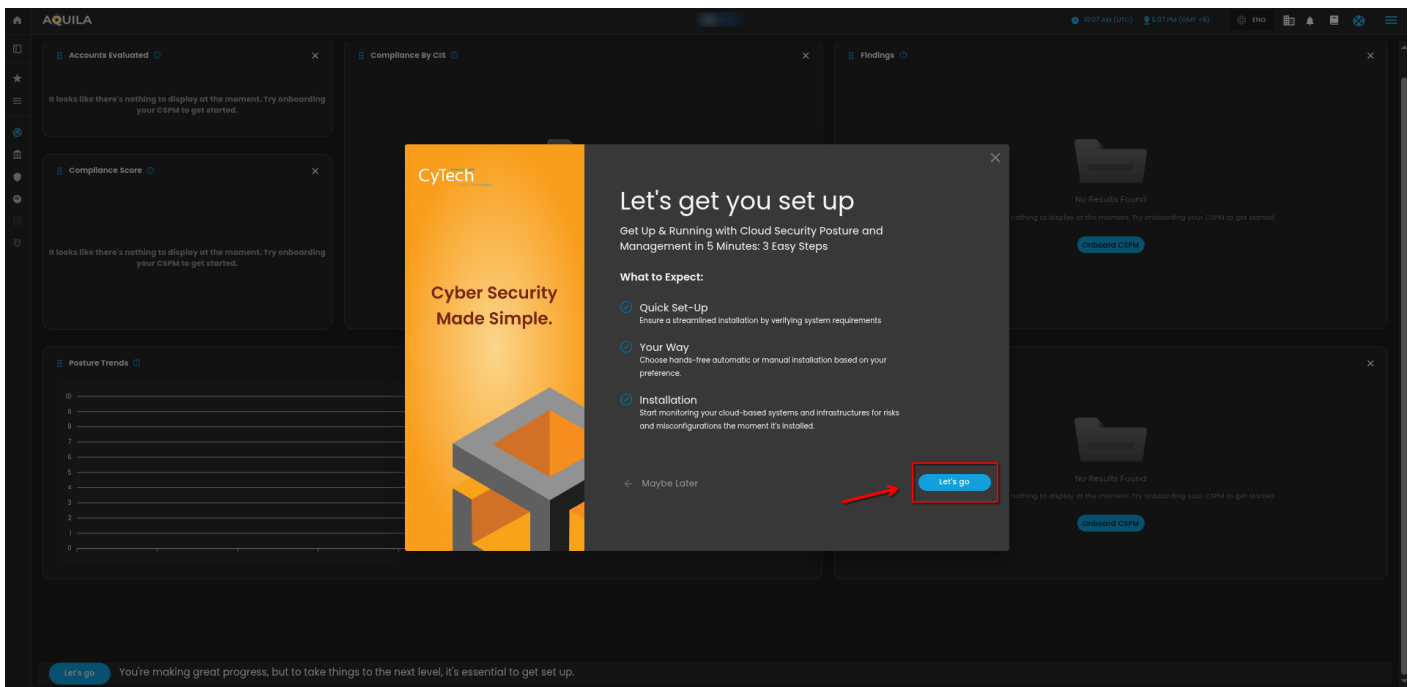 AQUILA
10:07 AM (UTC)
6:07 PM (GMT +8)
ENG
Accounts Evaluated
It looks like there's nothing to display at the moment. Try onboarding
your CSPM to get started.
Compliance By CIS
Findings
No Results Found
nothing to display at the moment. Try onboarding your CSPM to get started.
Onboard CSPM
Compliance Score
It looks like there's nothing to display at the moment. Try onboarding
your CSPM to get started.
CyTech
Cyber Security
Made Simple.
Let's get you set up
Get Up & Running with Cloud Security Posture and
Management in 5 Minutes: 3 Easy Steps
What to Expect:
Quick Set-Up
Ensure a streamlined installation by verifying system requirements
Your Way
Choose hands-free automatic or manual installation based on your
preference.
Installation
Start monitoring your cloud-based systems and infrastructures for risks
and misconfigurations the moment it's installed.
Maybe Later
Let's go
Posture Trends
10
9
8
7
6
5
4
3
2
1
0
No Results Found
nothing to display at the moment. Try onboarding your CSPM to get started.
Onboard CSPM
Let's go
You're making great progress, but to take things to the next level, it's essential to get set up.